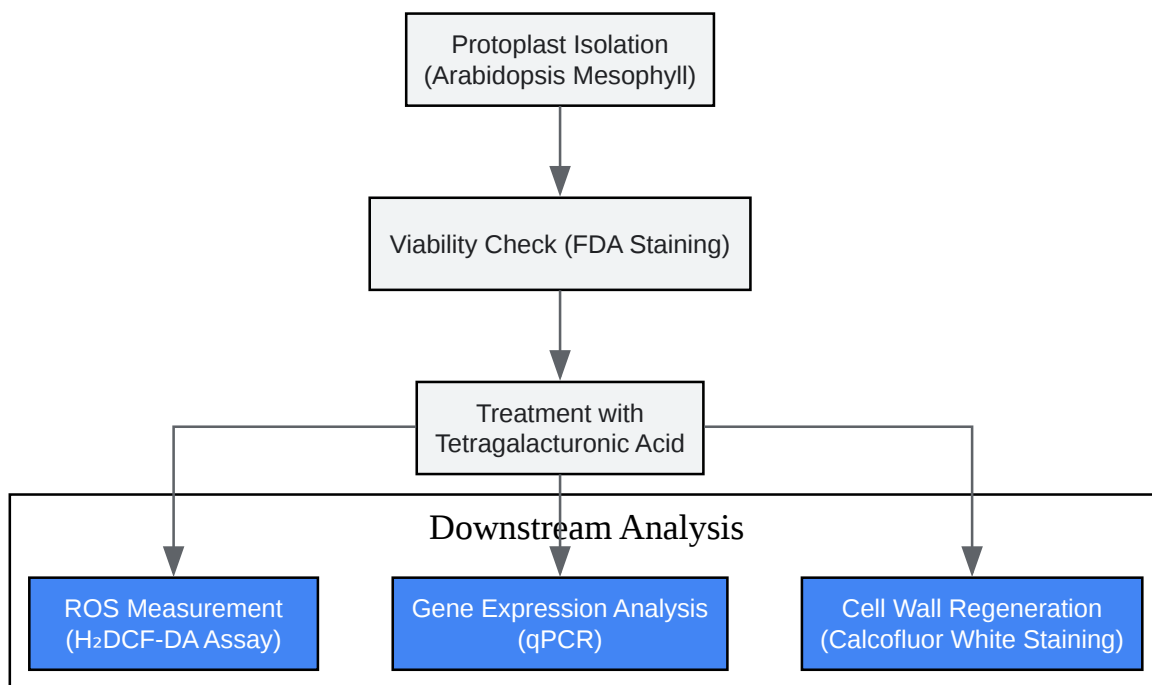 Protoplast Isolation
(Arabidopsis Mesophyll)
Viability Check (FDA Staining)
Treatment with
Tetragalacturonic Acid
Downstream Analysis
ROS Measurement
(H₂DCF-DA Assay)
Gene Expression Analysis
(qPCR)
Cell Wall Regeneration
(Calcofluor White Staining)